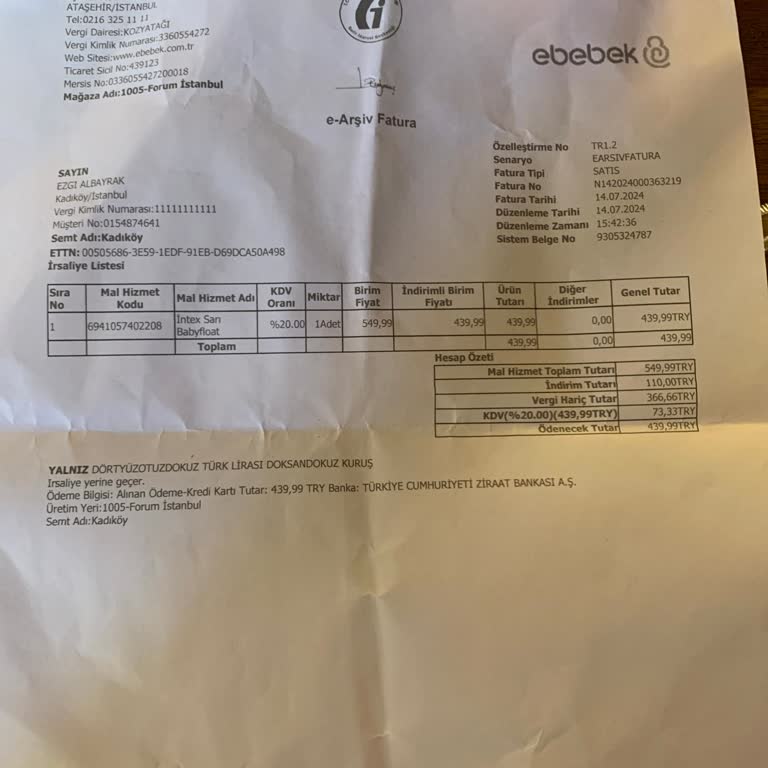 ATAŞEHİR/İSTANBUL
Tel:0216 325 11 11
Vergi Dairesi:KOZYATAĞI
Vergi Kimlik Numarası:3360554272
Web Sitesi:www.ebebek.com.tr
Ticaret Sicil No:439123
Mersis No:0336055427200018
Mağaza Adı:1005-Forum İstanbul
ebebek
e-Arşiv Fatura
SAYIN
EZGI ALBAYRAK
Kadıköy/İstanbul
Vergi Kimlik Numarası:11111111111
Müşteri No:0154874641
Semt Adı:Kadıköy
ETTN: 00505686-3E59-1EDF-91EB-D69DCA50A498
İrsaliye Listesi
Özelleştirme No TR1.2
Senaryo EARSIVFATURA
Fatura Tipi SATIS
Fatura No N142024000363219
Fatura Tarihi 14.07.2024
Düzenleme Tarihi 14.07.2024
Düzenleme Zamanı 15:42:36
Sistem Belge No 9305324787
Sıra No Mal Hizmet Kodu Mal Hizmet Adı KDV Oranı Miktar Birim Fiyat İndirimli Birim Fiyatı Ürün Tutarı Diğer İndirimler Genel Tutar
1 6941057402208 Intex Sarı Babyfloat %20.00 1Adet 549,99 439,99 439,99 0,00 439,99TRY
Toplam 439,99 0,00 439,99
Hesap Özeti
Mal Hizmet Toplam Tutarı 549,99TRY
İndirim Tutarı 110,00TRY
Vergi Hariç Tutar 366,66TRY
KDV(%20.00)(439,99TRY) 73,33TRY
Ödenecek Tutar 439,99TRY
YALNIZ DÖRTYÜZOTUZDOKUZ TÜRK LİRASI DOKSANDOKUZ KURUŞ
Irsaliye yerine geçer.
Ödeme Bilgisi: Alınan Ödeme-Kredi Kartı Tutar: 439,99 TRY Banka: TÜRKİYE CUMHURİYETİ ZİRAAT BANKASI A.Ş.
Üretim Yeri:1005-Forum İstanbul
Semt Adı:Kadıköy